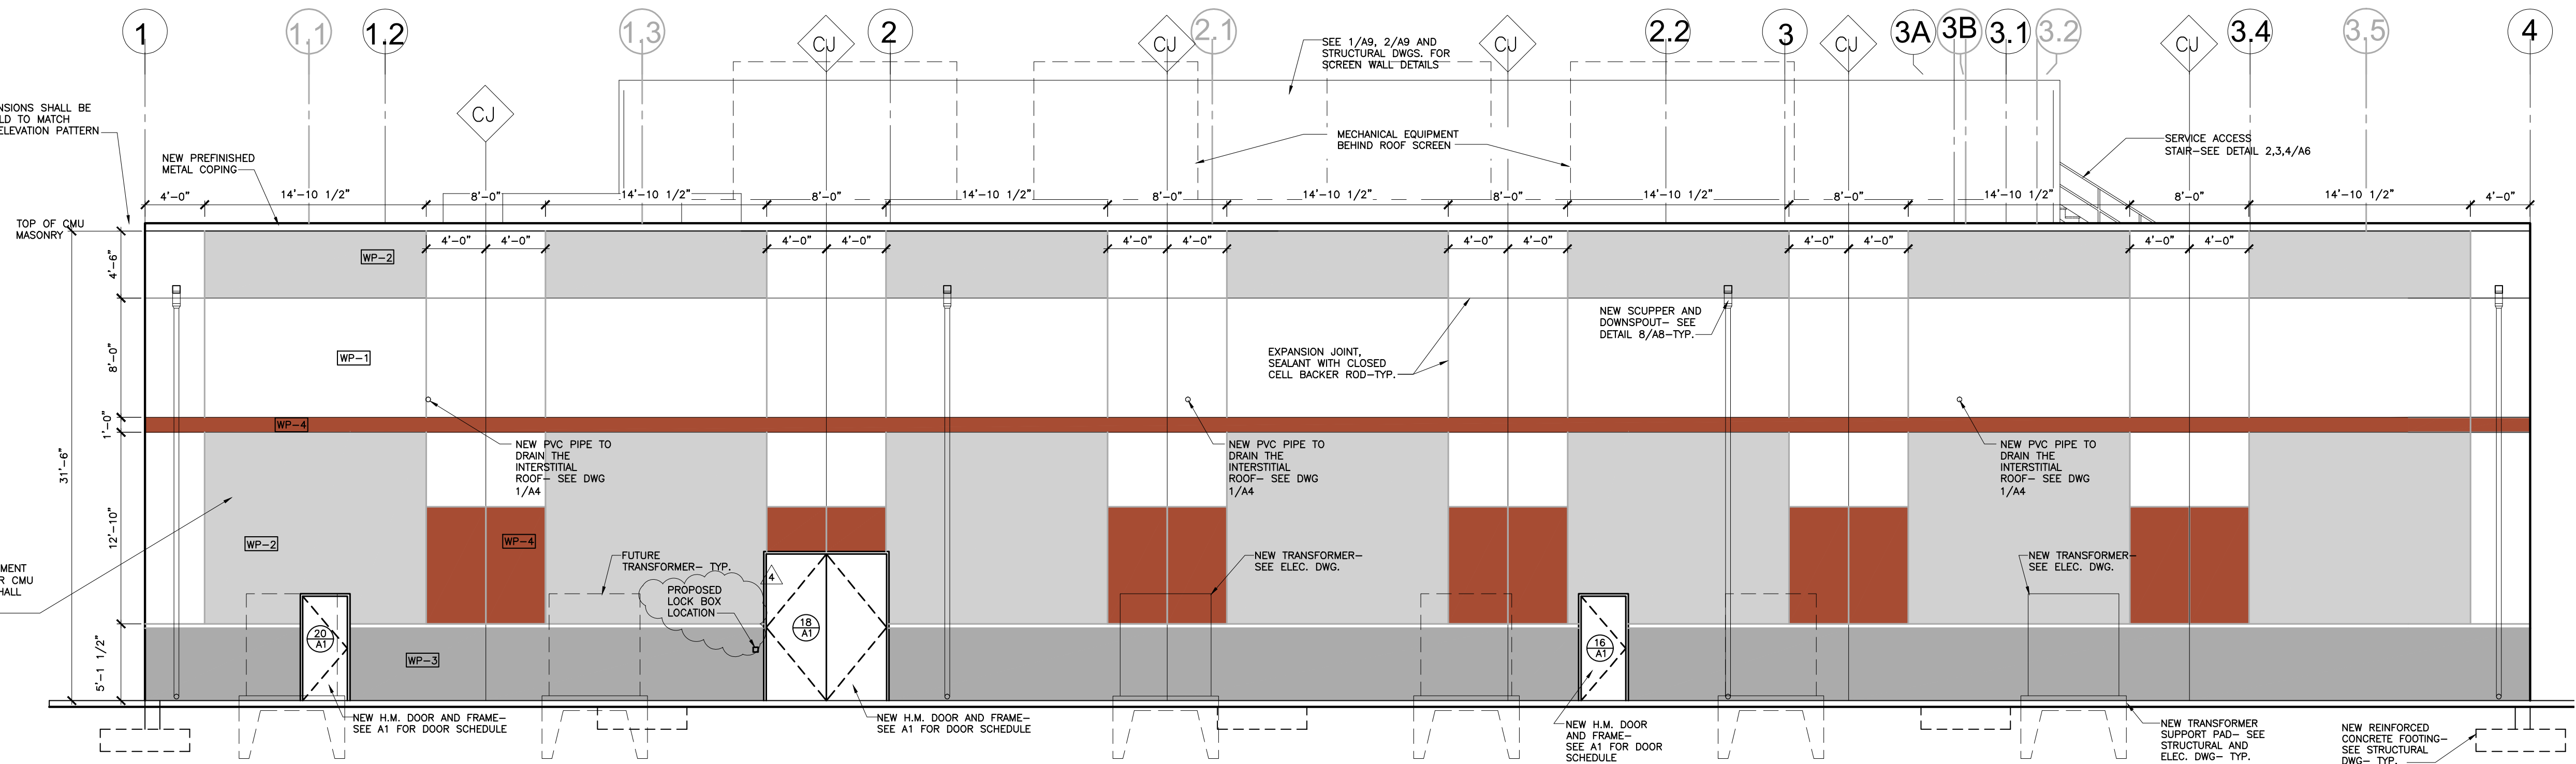 1
1.1
1.2
1.3
CJ
2
CJ
2.1
CJ
2.2
3
CJ
3A
3B
3.1
3.2
CJ
3.4
3.5
4
CJ
SEE 1/A9, 2/A9 AND
STRUCTURAL DWGS. FOR
SCREEN WALL DETAILS
NSIONS SHALL BE
LD TO MATCH
ELEVATION PATTERN
NEW PREFINISHED
METAL COPING
MECHANICAL EQUIPMENT
BEHIND ROOF SCREEN
SERVICE ACCESS
STAIR-SEE DETAIL 2,3,4/A6
4'-0" 14'-10 1/2" 8'-0" 14'-10 1/2" 8'-0" 14'-10 1/2" 8'-0" 14'-10 1/2" 8'-0" 14'-10 1/2" 8'-0" 14'-10 1/2" 8'-0" 14'-10 1/2" 4'-0"
TOP OF CMU
MASONRY
4'-0" 4'-0" 4'-0" 4'-0" 4'-0" 4'-0" 4'-0" 4'-0" 4'-0" 4'-0" 4'-0" 4'-0"
4'-6"
8'-0"
1'-0"
31'-6"
12'-10"
5'-1 1/2"
WP-2
WP-1
WP-4
NEW SCUPPER AND
DOWNSPOUT- SEE
DETAIL 8/A8-TYP.
EXPANSION JOINT,
SEALANT WITH CLOSED
CELL BACKER ROD-TYP.
NEW PVC PIPE TO
DRAIN THE
INTERSTITIAL
ROOF- SEE DWG
1/A4
NEW PVC PIPE TO
DRAIN THE
INTERSTITIAL
ROOF- SEE DWG
1/A4
NEW PVC PIPE TO
DRAIN THE
INTERSTITIAL
ROOF- SEE DWG
1/A4
WP-2
WP-4
MENT
R CMU
HALL
FUTURE
TRANSFORMER- TYP.
4
PROPOSED
LOCK BOX
LOCATION
NEW TRANSFORMER-
SEE ELEC. DWG.
NEW TRANSFORMER-
SEE ELEC. DWG.
20
A1
18
A1
16
A1
WP-3
NEW H.M. DOOR AND FRAME-
SEE A1 FOR DOOR SCHEDULE
NEW H.M. DOOR AND FRAME-
SEE A1 FOR DOOR SCHEDULE
NEW H.M. DOOR
AND FRAME-
SEE A1 FOR DOOR
SCHEDULE
NEW TRANSFORMER
SUPPORT PAD- SEE
STRUCTURAL AND
ELEC. DWG- TYP.
NEW REINFORCED
CONCRETE FOOTING-
SEE STRUCTURAL
DWG- TYP.